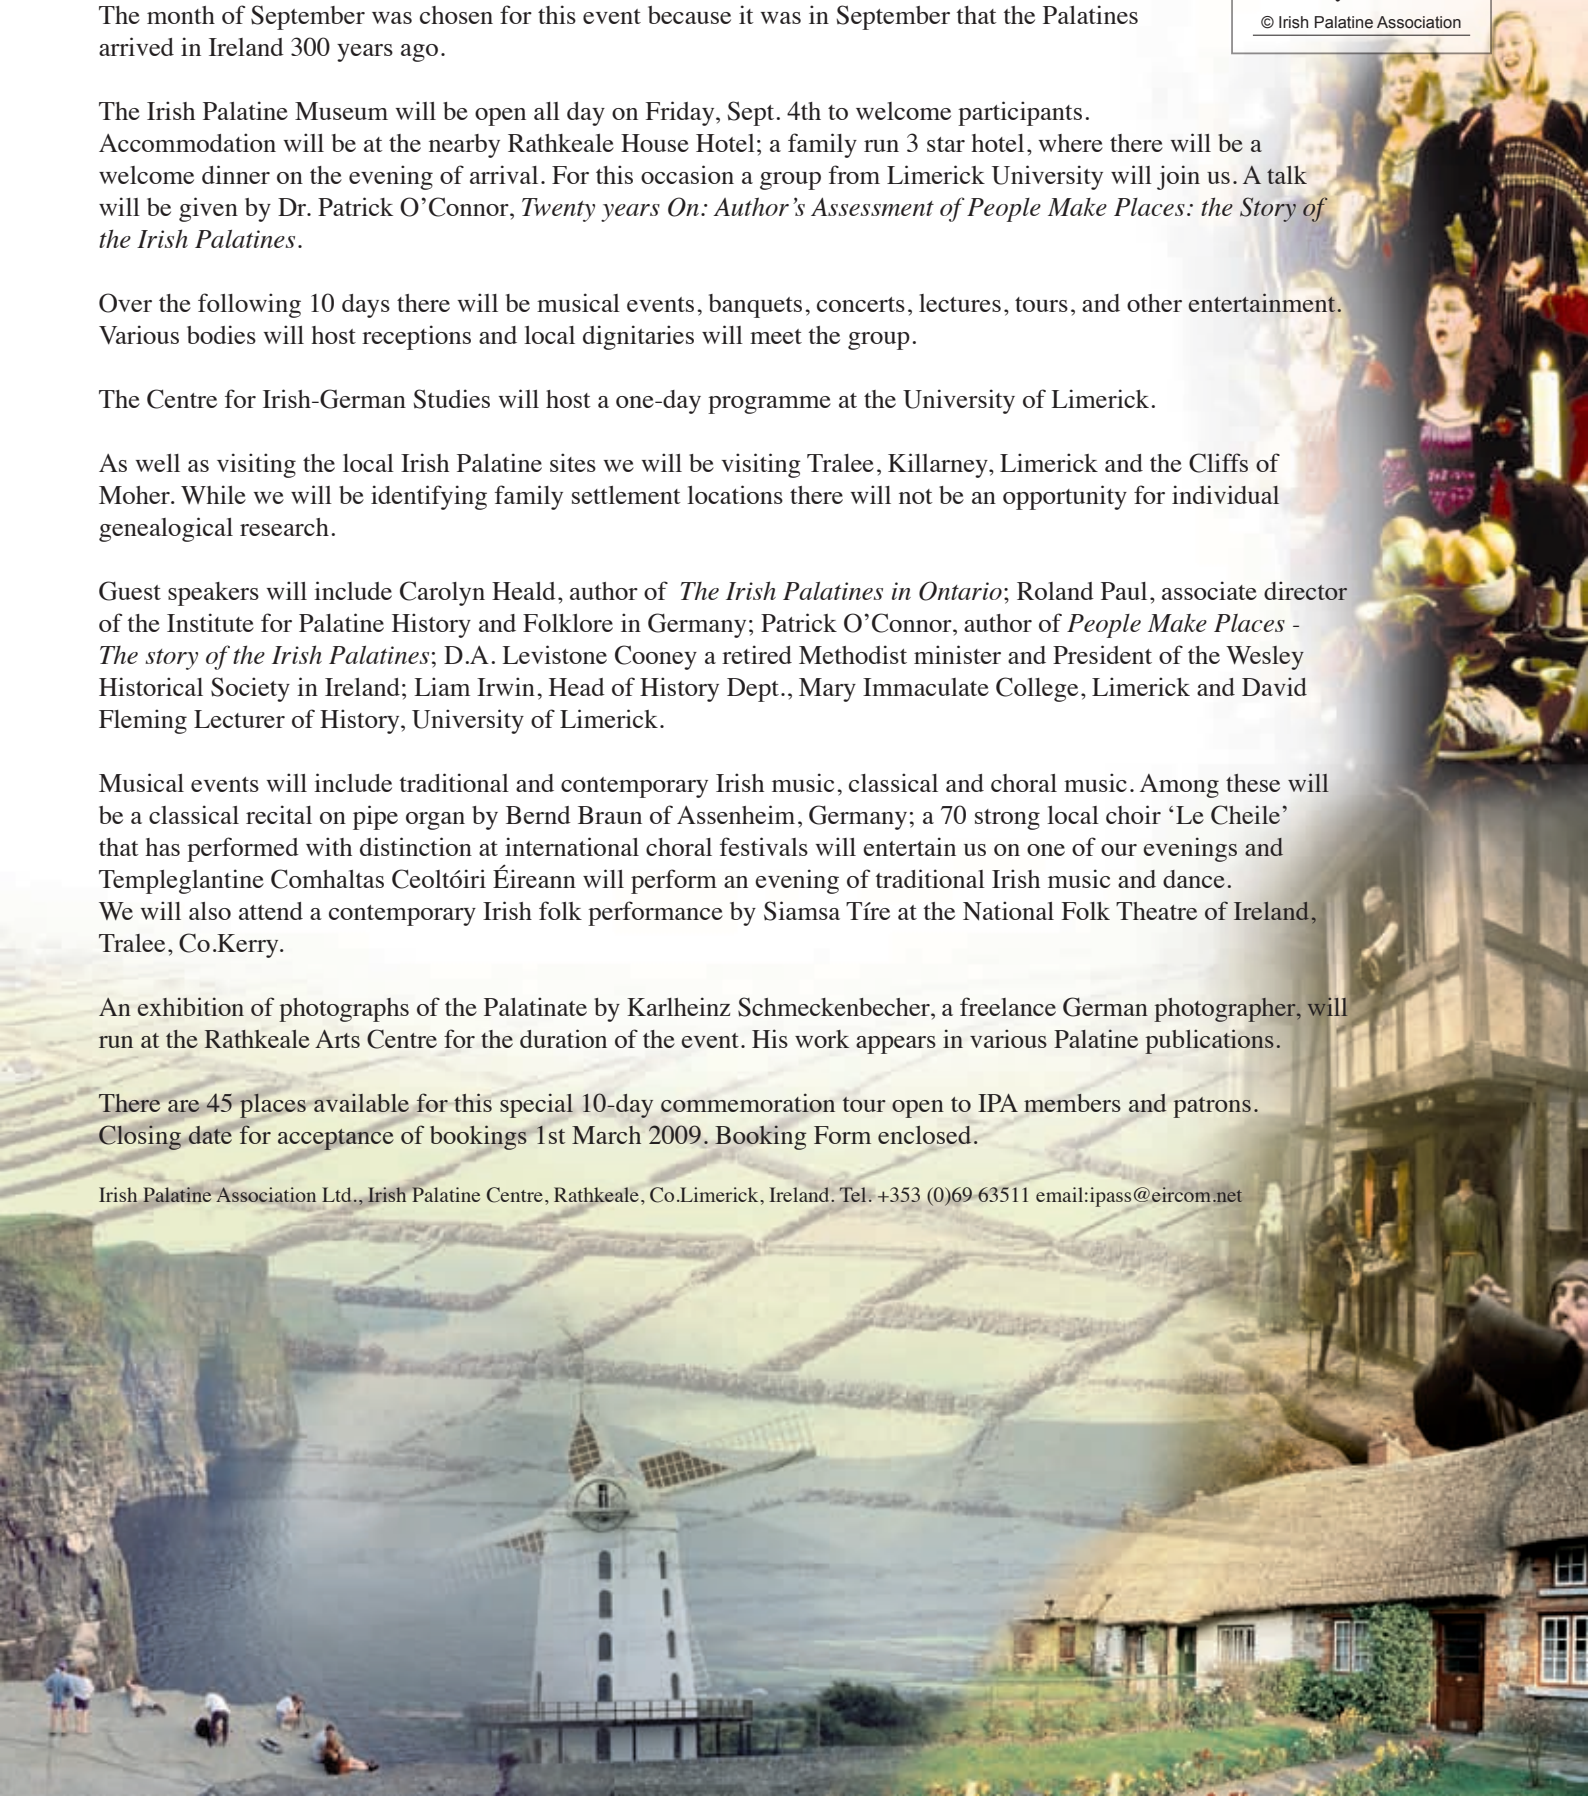 © Irish Palatine Association
The month of September was chosen for this event because it was in September that the Palatines
arrived in Ireland 300 years ago.
The Irish Palatine Museum will be open all day on Friday, Sept. 4th to welcome participants.
Accommodation will be at the nearby Rathkeale House Hotel; a family run 3 star hotel, where there will be a
welcome dinner on the evening of arrival. For this occasion a group from Limerick University will join us. A talk
will be given by Dr. Patrick O’Connor, Twenty years On: Author’s Assessment of People Make Places: the Story of
the Irish Palatines.
Over the following 10 days there will be musical events, banquets, concerts, lectures, tours, and other entertainment.
Various bodies will host receptions and local dignitaries will meet the group.
The Centre for Irish-German Studies will host a one-day programme at the University of Limerick.
As well as visiting the local Irish Palatine sites we will be visiting Tralee, Killarney, Limerick and the Cliffs of
Moher. While we will be identifying family settlement locations there will not be an opportunity for individual
genealogical research.
Guest speakers will include Carolyn Heald, author of The Irish Palatines in Ontario; Roland Paul, associate director
of the Institute for Palatine History and Folklore in Germany; Patrick O’Connor, author of People Make Places -
The story of the Irish Palatines; D.A. Levistone Cooney a retired Methodist minister and President of the Wesley
Historical Society in Ireland; Liam Irwin, Head of History Dept., Mary Immaculate College, Limerick and David
Fleming Lecturer of History, University of Limerick.
Musical events will include traditional and contemporary Irish music, classical and choral music. Among these will
be a classical recital on pipe organ by Bernd Braun of Assenheim, Germany; a 70 strong local choir ‘Le Cheile’
that has performed with distinction at international choral festivals will entertain us on one of our evenings and
Templeglantine Comhaltas Ceoltóiri Éireann will perform an evening of traditional Irish music and dance.
We will also attend a contemporary Irish folk performance by Siamsa Tíre at the National Folk Theatre of Ireland,
Tralee, Co.Kerry.
An exhibition of photographs of the Palatinate by Karlheinz Schmeckenbecher, a freelance German photographer, will
run at the Rathkeale Arts Centre for the duration of the event. His work appears in various Palatine publications.
There are 45 places available for this special 10-day commemoration tour open to IPA members and patrons.
Closing date for acceptance of bookings 1st March 2009. Booking Form enclosed.
Irish Palatine Association Ltd., Irish Palatine Centre, Rathkeale, Co.Limerick, Ireland. Tel. +353 (0)69 63511 email:ipass@eircom.net